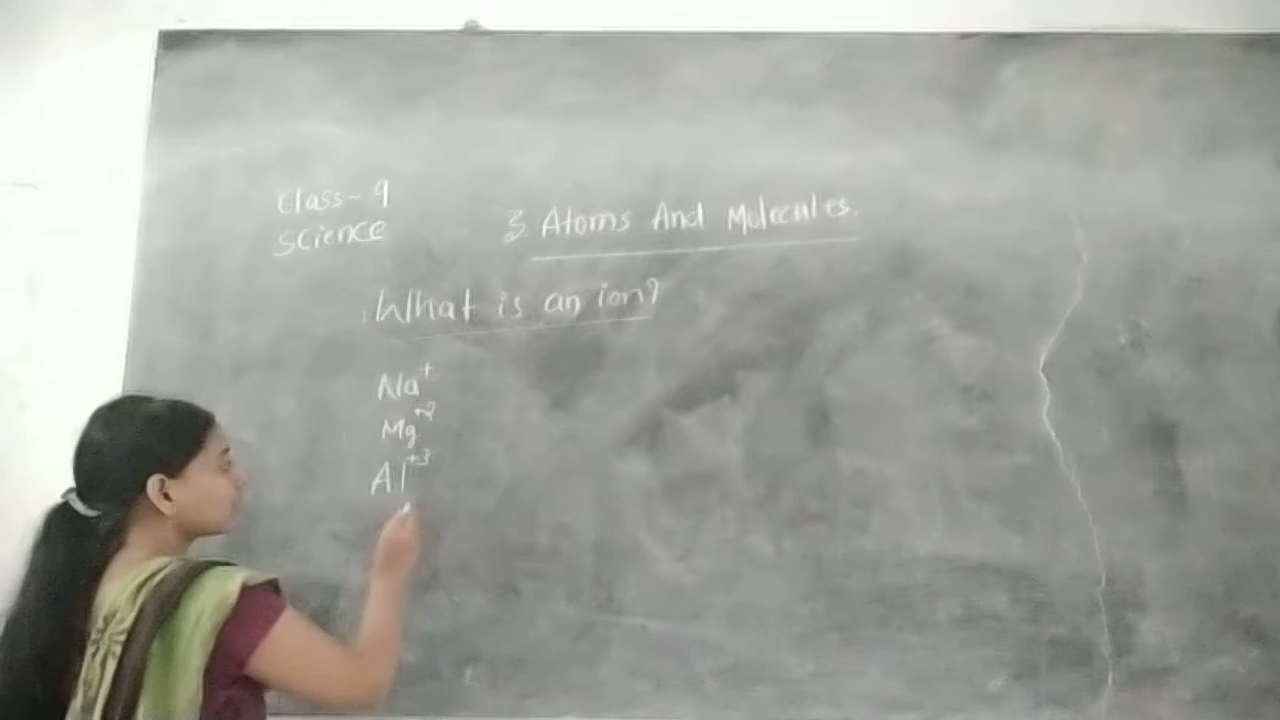 Class-9
Science
3 Atoms And Molecules.
What is an ion?
Na⁺
Mg⁺²
Al⁺³